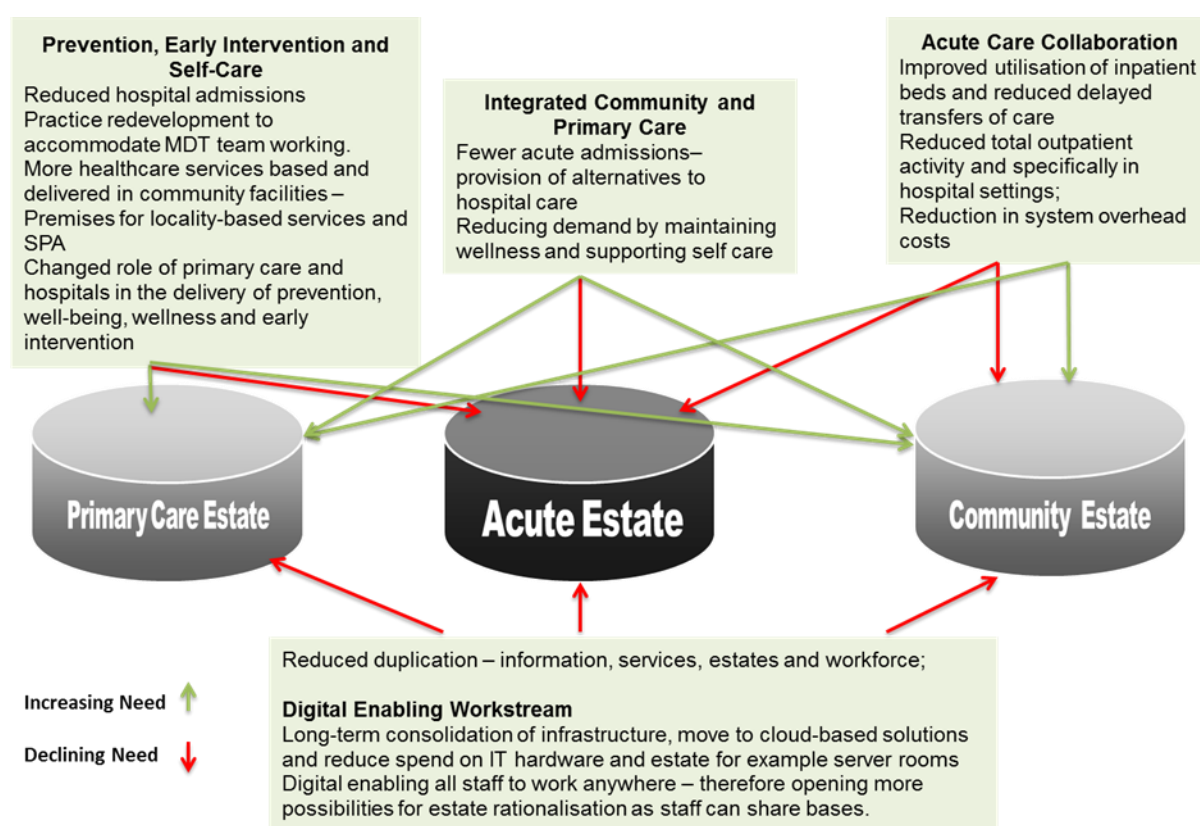 Prevention, Early Intervention and
Self-Care
Reduced hospital admissions
Practice redevelopment to
accommodate MDT team working.
More healthcare services based and
delivered in community facilities –
Premises for locality-based services and
SPA
Changed role of primary care and
hospitals in the delivery of prevention,
well-being, wellness and early
intervention
Integrated Community and
Primary Care
Fewer acute admissions–
provision of alternatives to
hospital care
Reducing demand by maintaining
wellness and supporting self care
Acute Care Collaboration
Improved utilisation of inpatient
beds and reduced delayed
transfers of care
Reduced total outpatient
activity and specifically in
hospital settings;
Reduction in system overhead
costs
Primary Care Estate
Acute Estate
Community Estate
Increasing Need
Declining Need
Reduced duplication – information, services, estates and workforce;
Digital Enabling Workstream
Long-term consolidation of infrastructure, move to cloud-based solutions
and reduce spend on IT hardware and estate for example server rooms
Digital enabling all staff to work anywhere – therefore opening more
possibilities for estate rationalisation as staff can share bases.